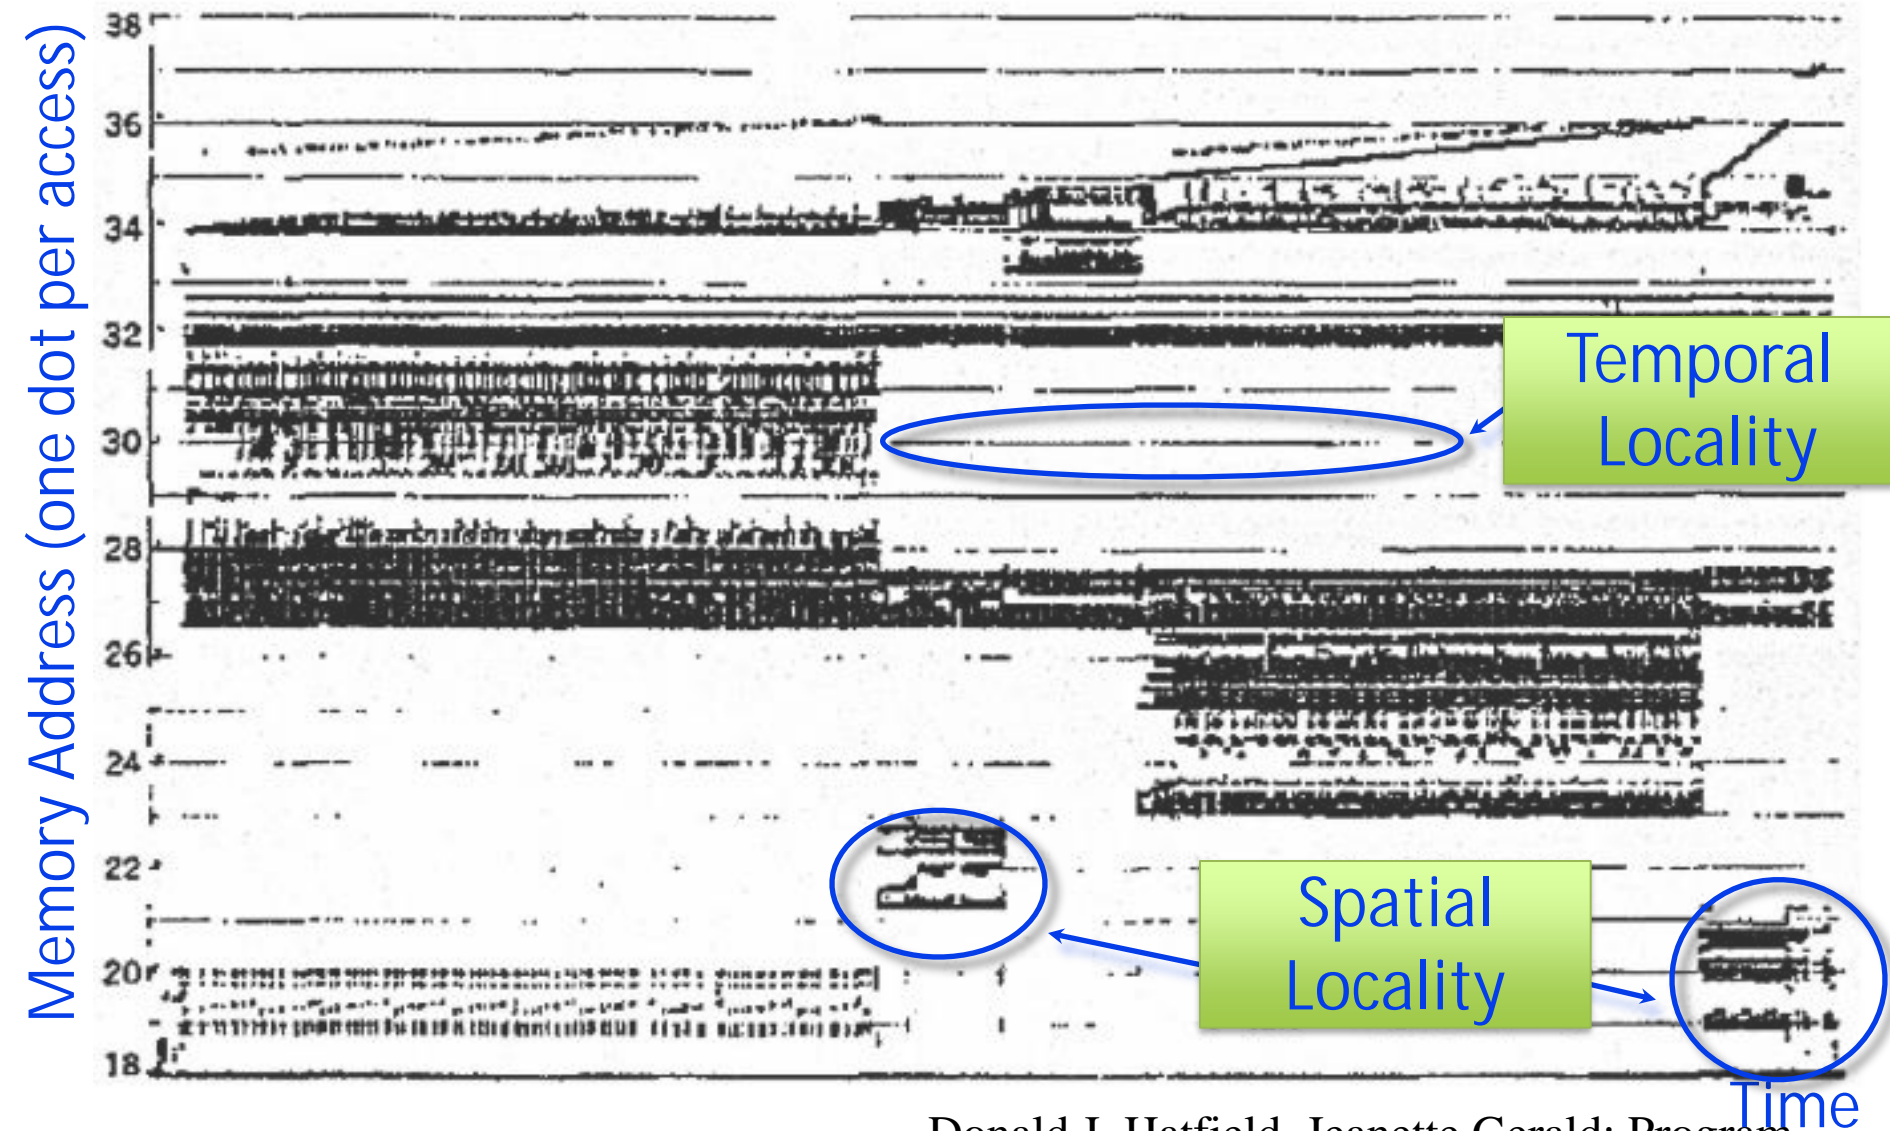 Memory Address (one dot per access)
38
36
34
32
30
28
26
24
22
20
18
Temporal
Locality
Spatial
Locality
Time
Donald J. Hatfield, Jeanette Gerald: Program